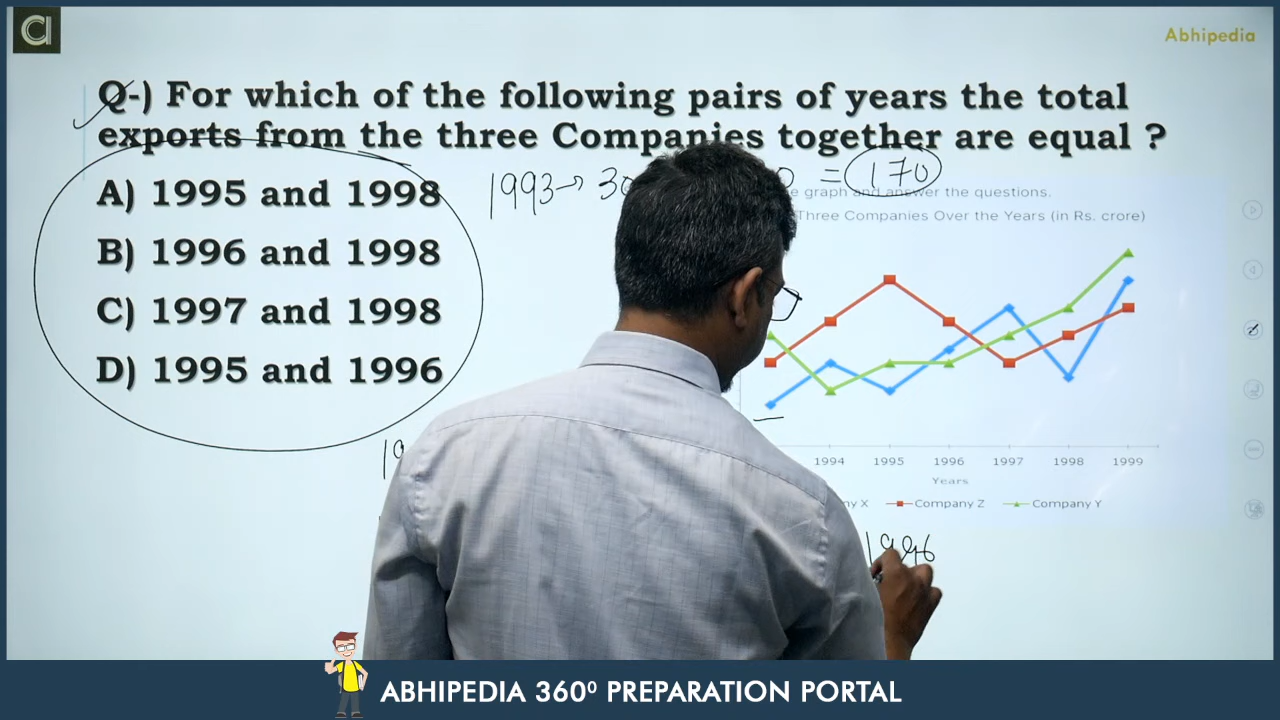 Abhipedia
Q-) For which of the following pairs of years the total
exports from the three Companies together are equal ?
A) 1995 and 1998
B) 1996 and 1998
C) 1997 and 1998
D) 1995 and 1996
1993 → 30 = 170
graph and answer the questions.
Three Companies Over the Years (in Rs. crore)
1994 1995 1996 1997 1998 1999
Years
Company Z Company Y
1996
ABHIPEDIA 360⁰ PREPARATION PORTAL